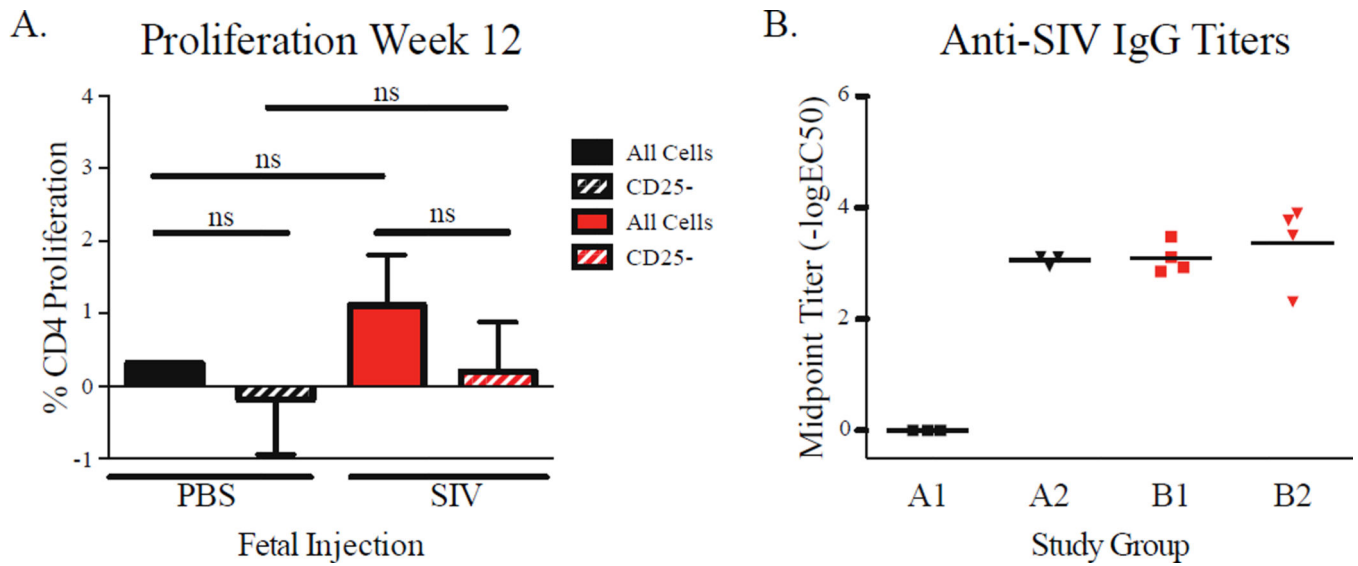 A.
Proliferation Week 12
% CD4 Proliferation
4
3
2
1
0
-1
ns
ns
ns
ns
All Cells
CD25-
All Cells
CD25-
PBS
SIV
Fetal Injection
B.
Anti-SIV IgG Titers
Midpoint Titer (-logEC50)
6
4
2
0
A1
A2
B1
B2
Study Group